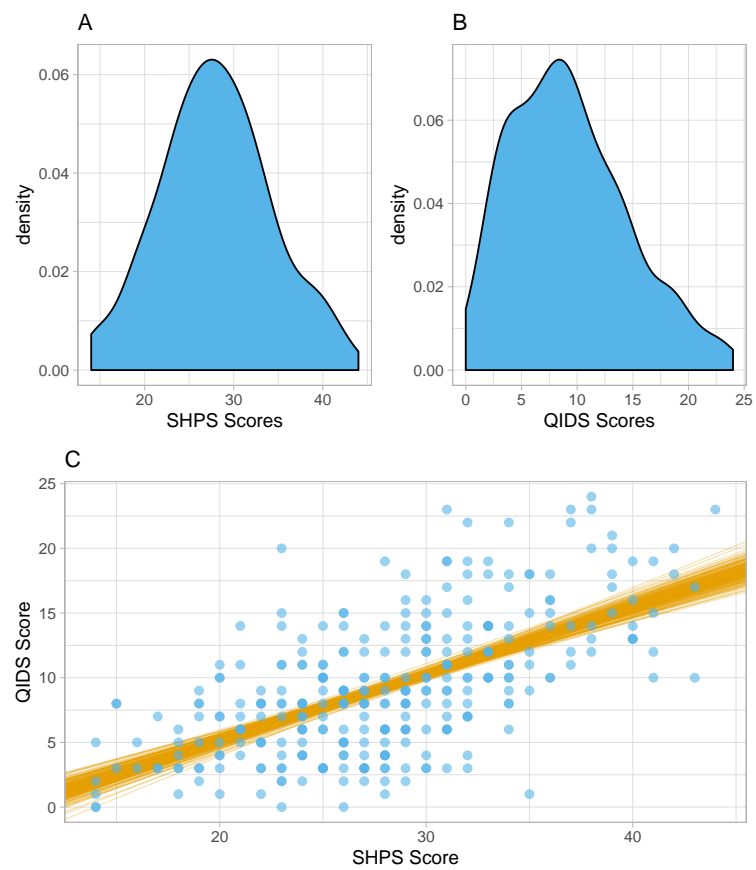 A
0.06
0.04
0.02
0.00
density
20 30 40
SHPS Scores
B
0.06
0.04
0.02
0.00
density
0 5 10 15 20 25
QIDS Scores
C
25
20
15
10
5
0
QIDS Score
20 30 40
SHPS Score